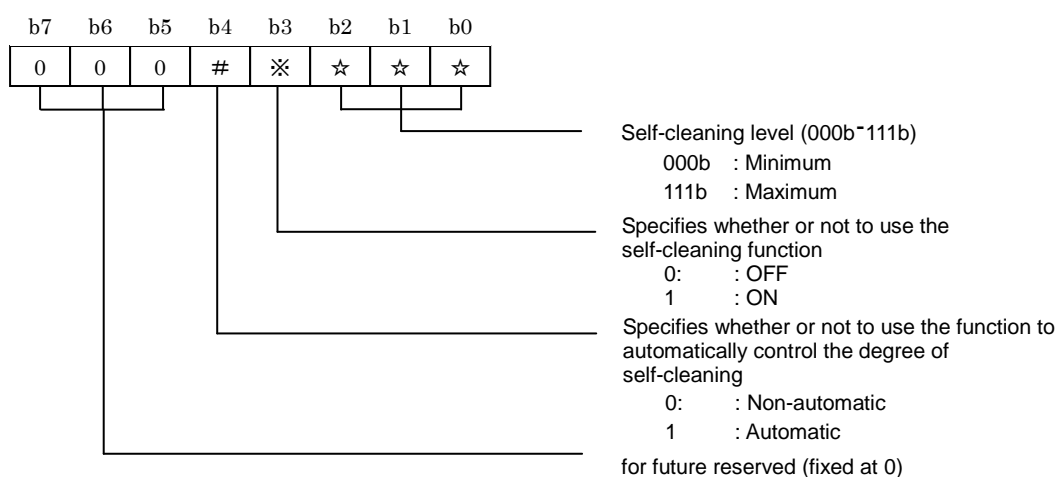 b7 b6 b5 b4 b3 b2 b1 b0
0 0 0 # ※ ☆ ☆ ☆
Self-cleaning level (000b-111b)
000b : Minimum
111b : Maximum
Specifies whether or not to use the
self-cleaning function
0: : OFF
1 : ON
Specifies whether or not to use the function to
automatically control the degree of
self-cleaning
0: : Non-automatic
1 : Automatic
for future reserved (fixed at 0)